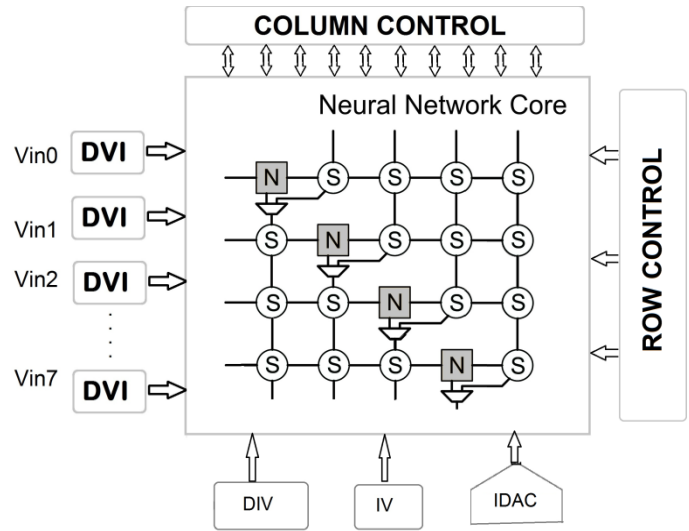 COLUMN CONTROL
Neural Network Core
Vin0 DVI
N S S S S
Vin1 DVI
S N S S S
Vin2 DVI
S S N S S
Vin7 DVI
S S S N S
ROW CONTROL
DIV IV IDAC